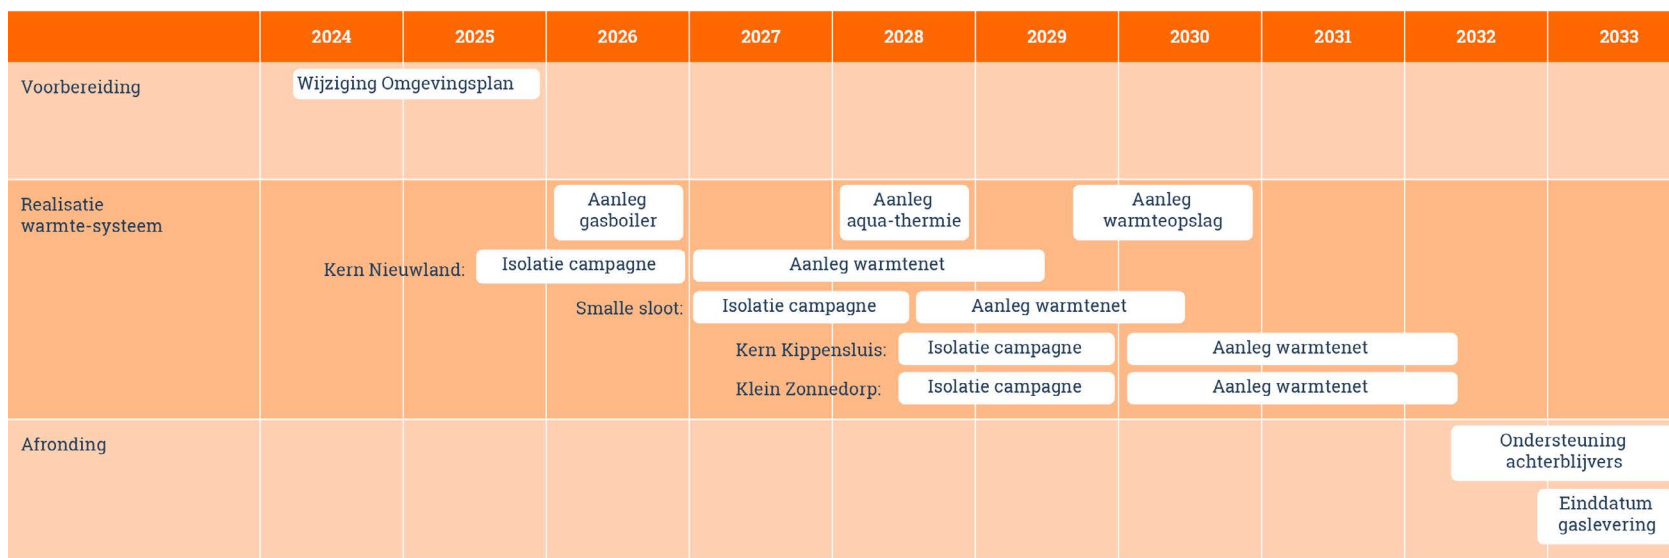 2024 2025 2026 2027 2028 2029 2030 2031 2032 2033
Voorbereiding
Wijziging Omgevingsplan
Realisatie
warmte-systeem
Aanleg
gasboiler
Aanleg
aqua-thermie
Aanleg
warmteopslag
Kern Nieuwland: Isolatie campagne Aanleg warmtenet
Smalle sloot: Isolatie campagne Aanleg warmtenet
Kern Kippensluis: Isolatie campagne Aanleg warmtenet
Klein Zonnedorp: Isolatie campagne Aanleg warmtenet
Afronding
Ondersteuning
achterblijvers
Einddatum
gaslevering